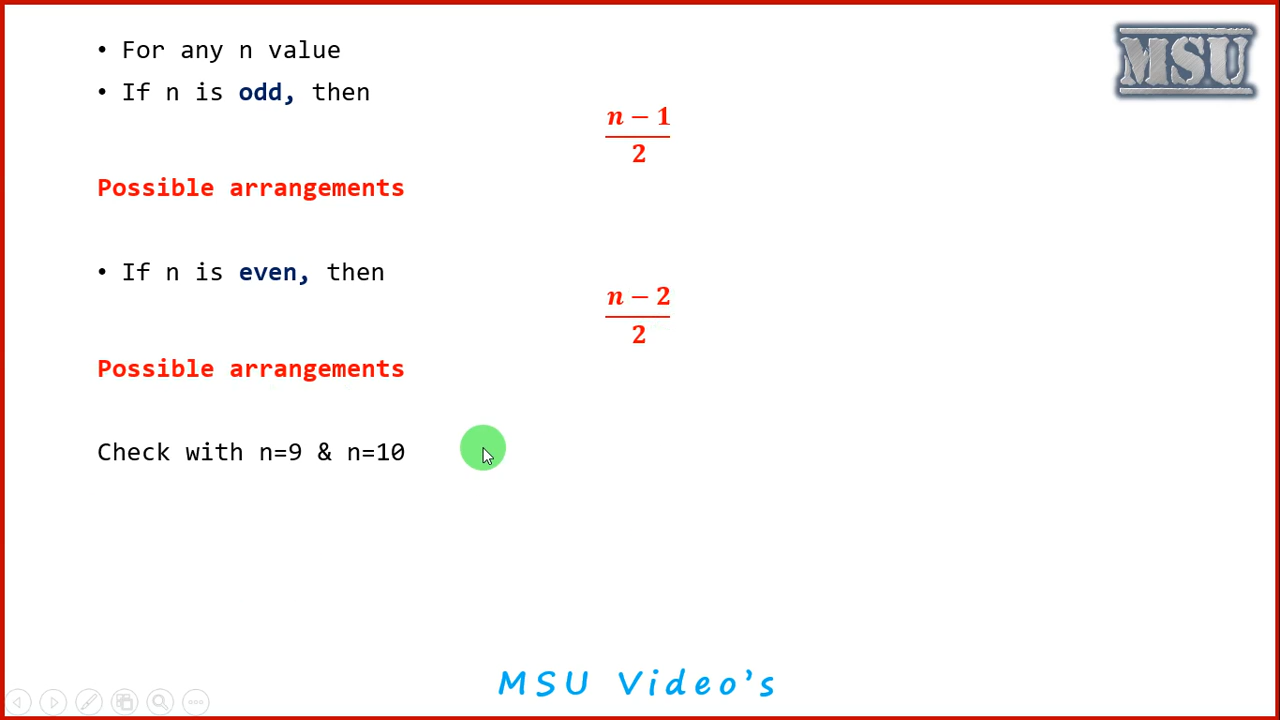 MSU
• For any n value
• If n is odd, then
n − 1
2
Possible arrangements
• If n is even, then
n − 2
2
Possible arrangements
Check with n=9 & n=10
MSU Video's